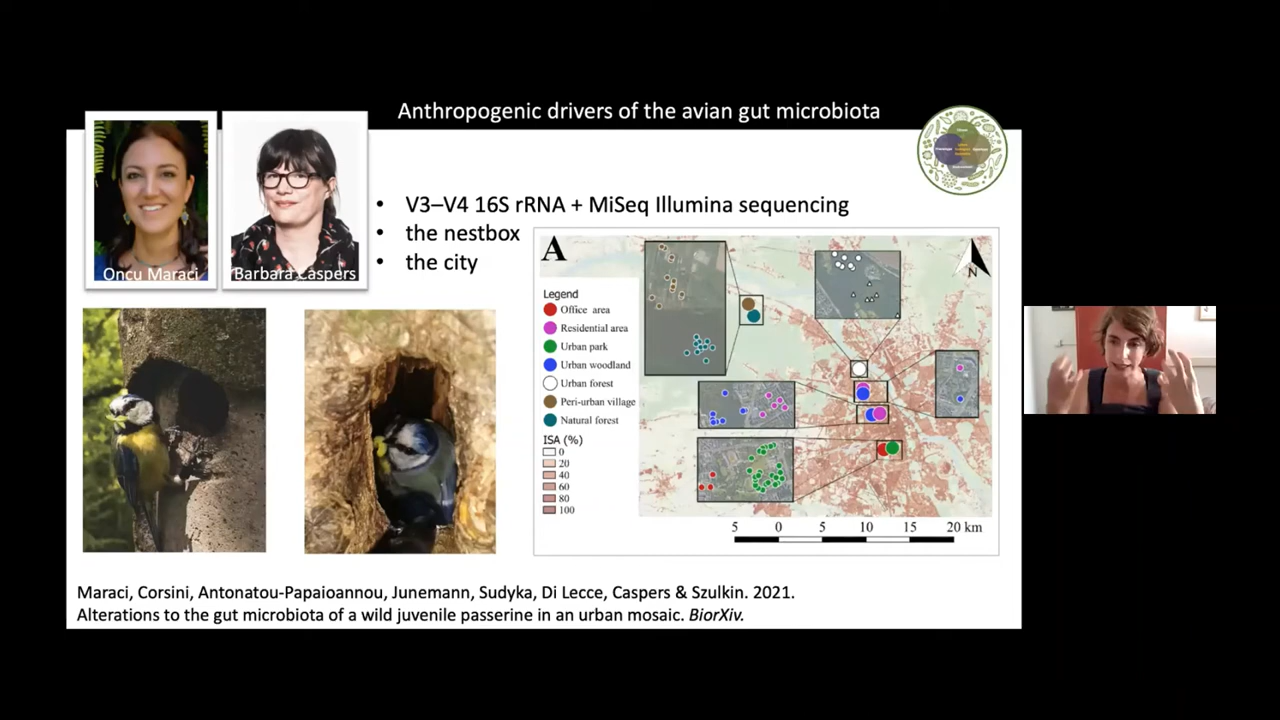 Anthropogenic drivers of the avian gut microbiota
Oncu Maraci
Barbara Caspers
• V3–V4 16S rRNA + MiSeq Illumina sequencing
• the nestbox
• the city
A
N
Legend
Office area
Residential area
Urban park
Urban woodland
Urban forest
Peri-urban village
Natural forest
ISA (%)
0
20
40
60
80
100
5 0 5 10 15 20 km
Maraci, Corsini, Antonatou-Papaioannou, Junemann, Sudyka, Di Lecce, Caspers & Szulkin. 2021.
Alterations to the gut microbiota of a wild juvenile passerine in an urban mosaic. BiorXiv.